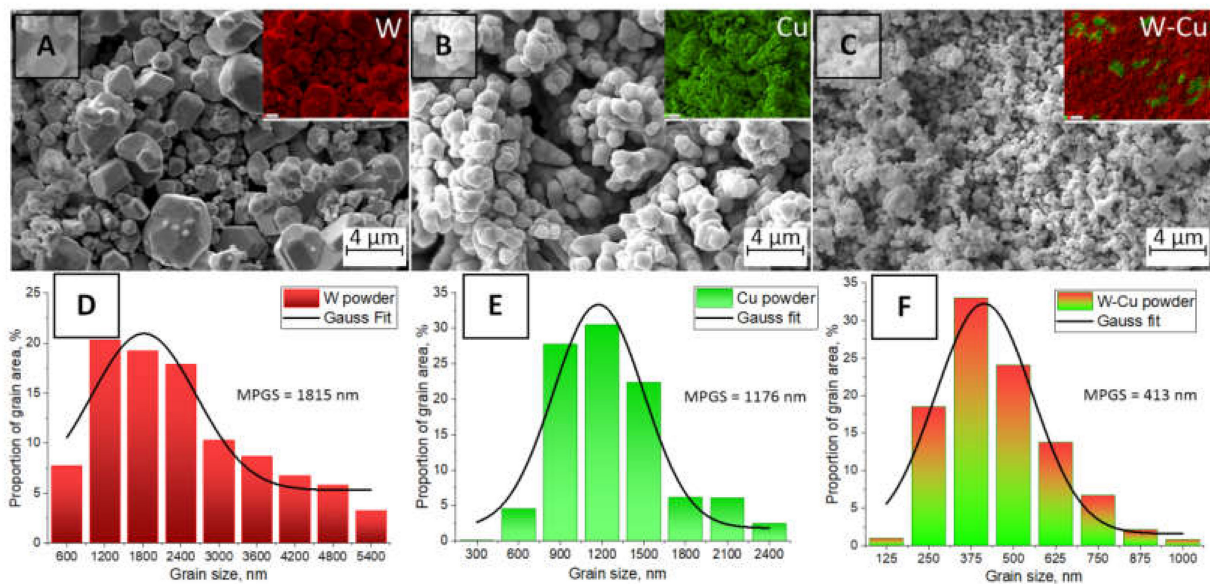 A
W
4 μm
B
Cu
4 μm
C
W-Cu
4 μm
D
W powder
Gauss Fit
MPGS = 1815 nm
Proportion of grain area, %
25
20
15
10
5
0
600 1200 1800 2400 3000 3600 4200 4800 5400
Grain size, nm
E
Cu powder
Gauss fit
MPGS = 1176 nm
Proportion of grain area, %
35
30
25
20
15
10
5
0
300 600 900 1200 1500 1800 2100 2400
Grain size, nm
F
W-Cu powder
Gauss fit
MPGS = 413 nm
Proportion of grain area, %
35
30
25
20
15
10
5
0
125 250 375 500 625 750 875 1000
Grain size, nm